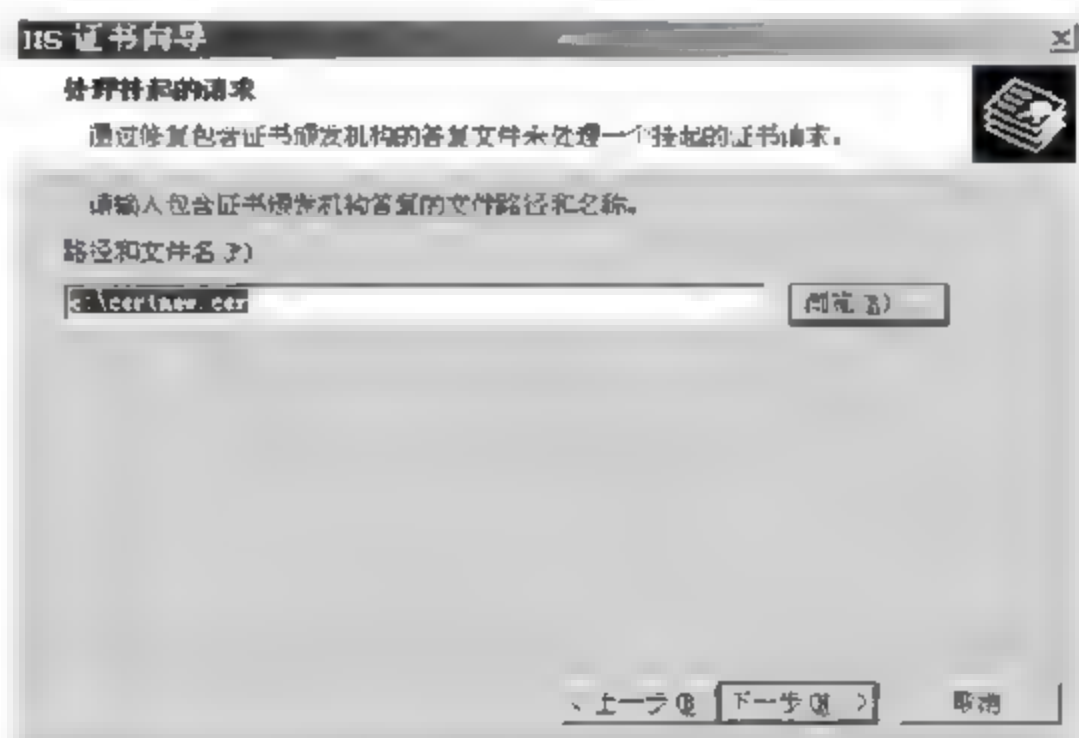 IIS 证书向导
处理挂起的请求
通过恢复包含证书颁发机构的答复文件来处理一个挂起的证书请求。
请输入包含证书颁发机构答复的文件路径和名称。
路径和文件名(P)
c:\certnew.cer
浏览(R)
< 上一步(B)
下一步(N) >
取消